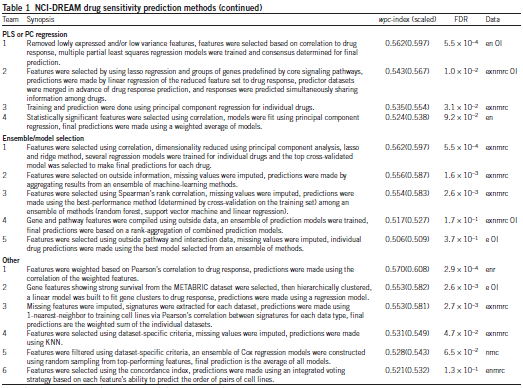 Table 1 NCI-DREAM drug sensitivity prediction methods (continued)
Team Synopsis wpc-index (scaled) FDR Data
PLS or PC regression
1 Removed lowly expressed and/or low variance features, features were selected based on correlation to drug 0.562(0.597) 5.5 × 10⁻⁴ en OI
response, multiple partial least squares regression models were trained and consensus determined for final
prediction.
2 Features were selected by using lasso regression and groups of genes predefined by core signaling pathways, 0.543(0.567) 1.0 × 10⁻² exnmrc OI
predictions were made by linear regression of the reduced feature set to drug response, predictor datasets
were merged in advance of drug response prediction, and responses were predicted simultaneously sharing
information among drugs.
3 Training and prediction were done using principal component regression for individual drugs. 0.535(0.554) 3.1 × 10⁻² exnmrc
4 Statistically significant features were selected using correlation, models were fit using principal component 0.524(0.538) 9.2 × 10⁻² en
regression, final predictions were made using a weighted average of models.
Ensemble/model selection
1 Features were selected using correlation, dimensionality reduced using principal component analysis, lasso 0.562(0.597) 5.5 × 10⁻⁴ exnmrc
and ridge method, several regression models were trained for individual drugs and the top cross-validated
model was selected to make final predictions for each drug.
2 Features were selected on outside information, missing values were imputed, predictions were made by 0.556(0.587) 1.6 × 10⁻³ exnmrc
aggregating results from an ensemble of machine-learning methods.
3 Features were selected using Spearman's rank correlation, missing values were imputed, predictions were 0.554(0.583) 2.6 × 10⁻³ exnmrc
made using the best-performance method (determined by cross-validation on the training set) among an
ensemble of methods (random forest, support vector machine and linear regression).
4 Gene and pathway features were compiled using outside data, an ensemble of prediction models were trained, 0.517(0.527) 1.7 × 10⁻¹ exnmrc OI
final predictions were based on a rank-aggregation of combined prediction models.
5 Features were selected using outside pathway and interaction data, missing values were imputed, individual 0.506(0.509) 3.7 × 10⁻¹ e OI
drug predictions were made using the best model selected from an ensemble of methods.
Other
1 Features were weighted based on Pearson's correlation to drug response, predictions were made using the 0.570(0.608) 2.9 × 10⁻⁴ enr
correlation of the weighted features.
2 Gene features showing strong survival from the METABRIC dataset were selected, then hierarchically clustered, 0.553(0.582) 2.6 × 10⁻³ e OI
a linear model was built to fit gene clusters to drug response, predictions were made using a regression model.
3 Missing features were imputed, signatures were extracted for each dataset, predictions were made using 0.553(0.581) 2.7 × 10⁻³ exnmrc
1-nearest-neighbor to training cell lines via Pearson's correlation between signatures for each data type, final
predictions are the weighted sum of the individual datasets.
4 Features were selected using dataset-specific criteria, missing values were imputed, predictions were made 0.531(0.549) 4.7 × 10⁻² exnmrc
using KNN.
5 Features were filtered using dataset-specific criteria, an ensemble of Cox regression models were constructed 0.528(0.543) 6.5 × 10⁻² nmc
using random sampling from top-performing features, final prediction is the average of all models.
6 Features were selected using the concordance index, predictions were made using an integrated voting 0.521(0.532) 1.3 × 10⁻¹ enmrc
strategy based on each feature's ability to predict the order of pairs of cell lines.